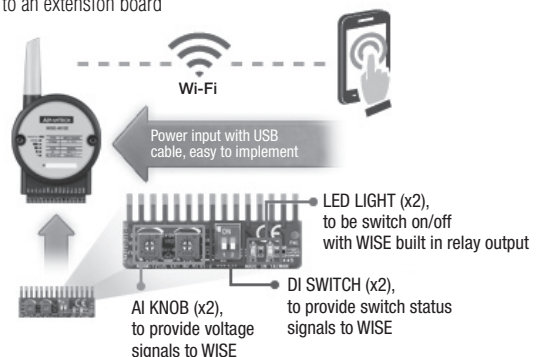 to an extension board
Wi-Fi
ADVANTECH
Power input with USB
cable, easy to implement
LED LIGHT (x2),
to be switch on/off
with WISE built in relay output
ON
DI SWITCH (x2),
to provide switch status
signals to WISE
AI KNOB (x2),
to provide voltage
signals to WISE